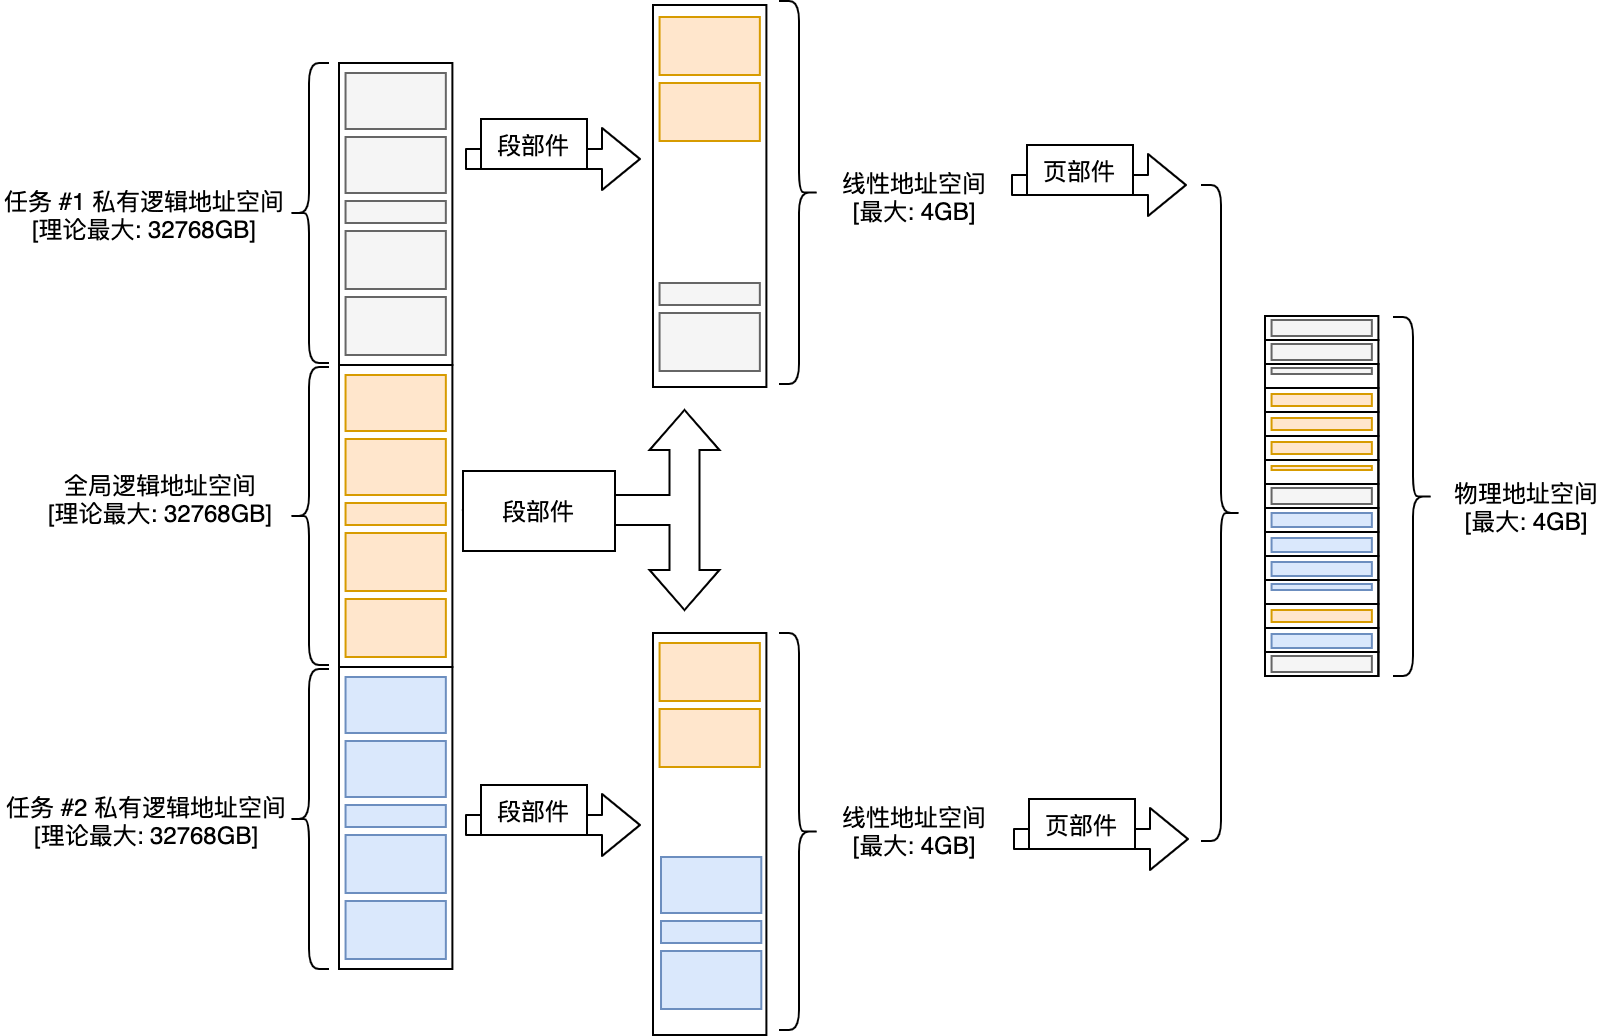 任务 #1 私有逻辑地址空间
[理论最大: 32768GB]
段部件
线性地址空间
[最大: 4GB]
页部件
全局逻辑地址空间
[理论最大: 32768GB]
段部件
物理地址空间
[最大: 4GB]
任务 #2 私有逻辑地址空间
[理论最大: 32768GB]
段部件
线性地址空间
[最大: 4GB]
页部件